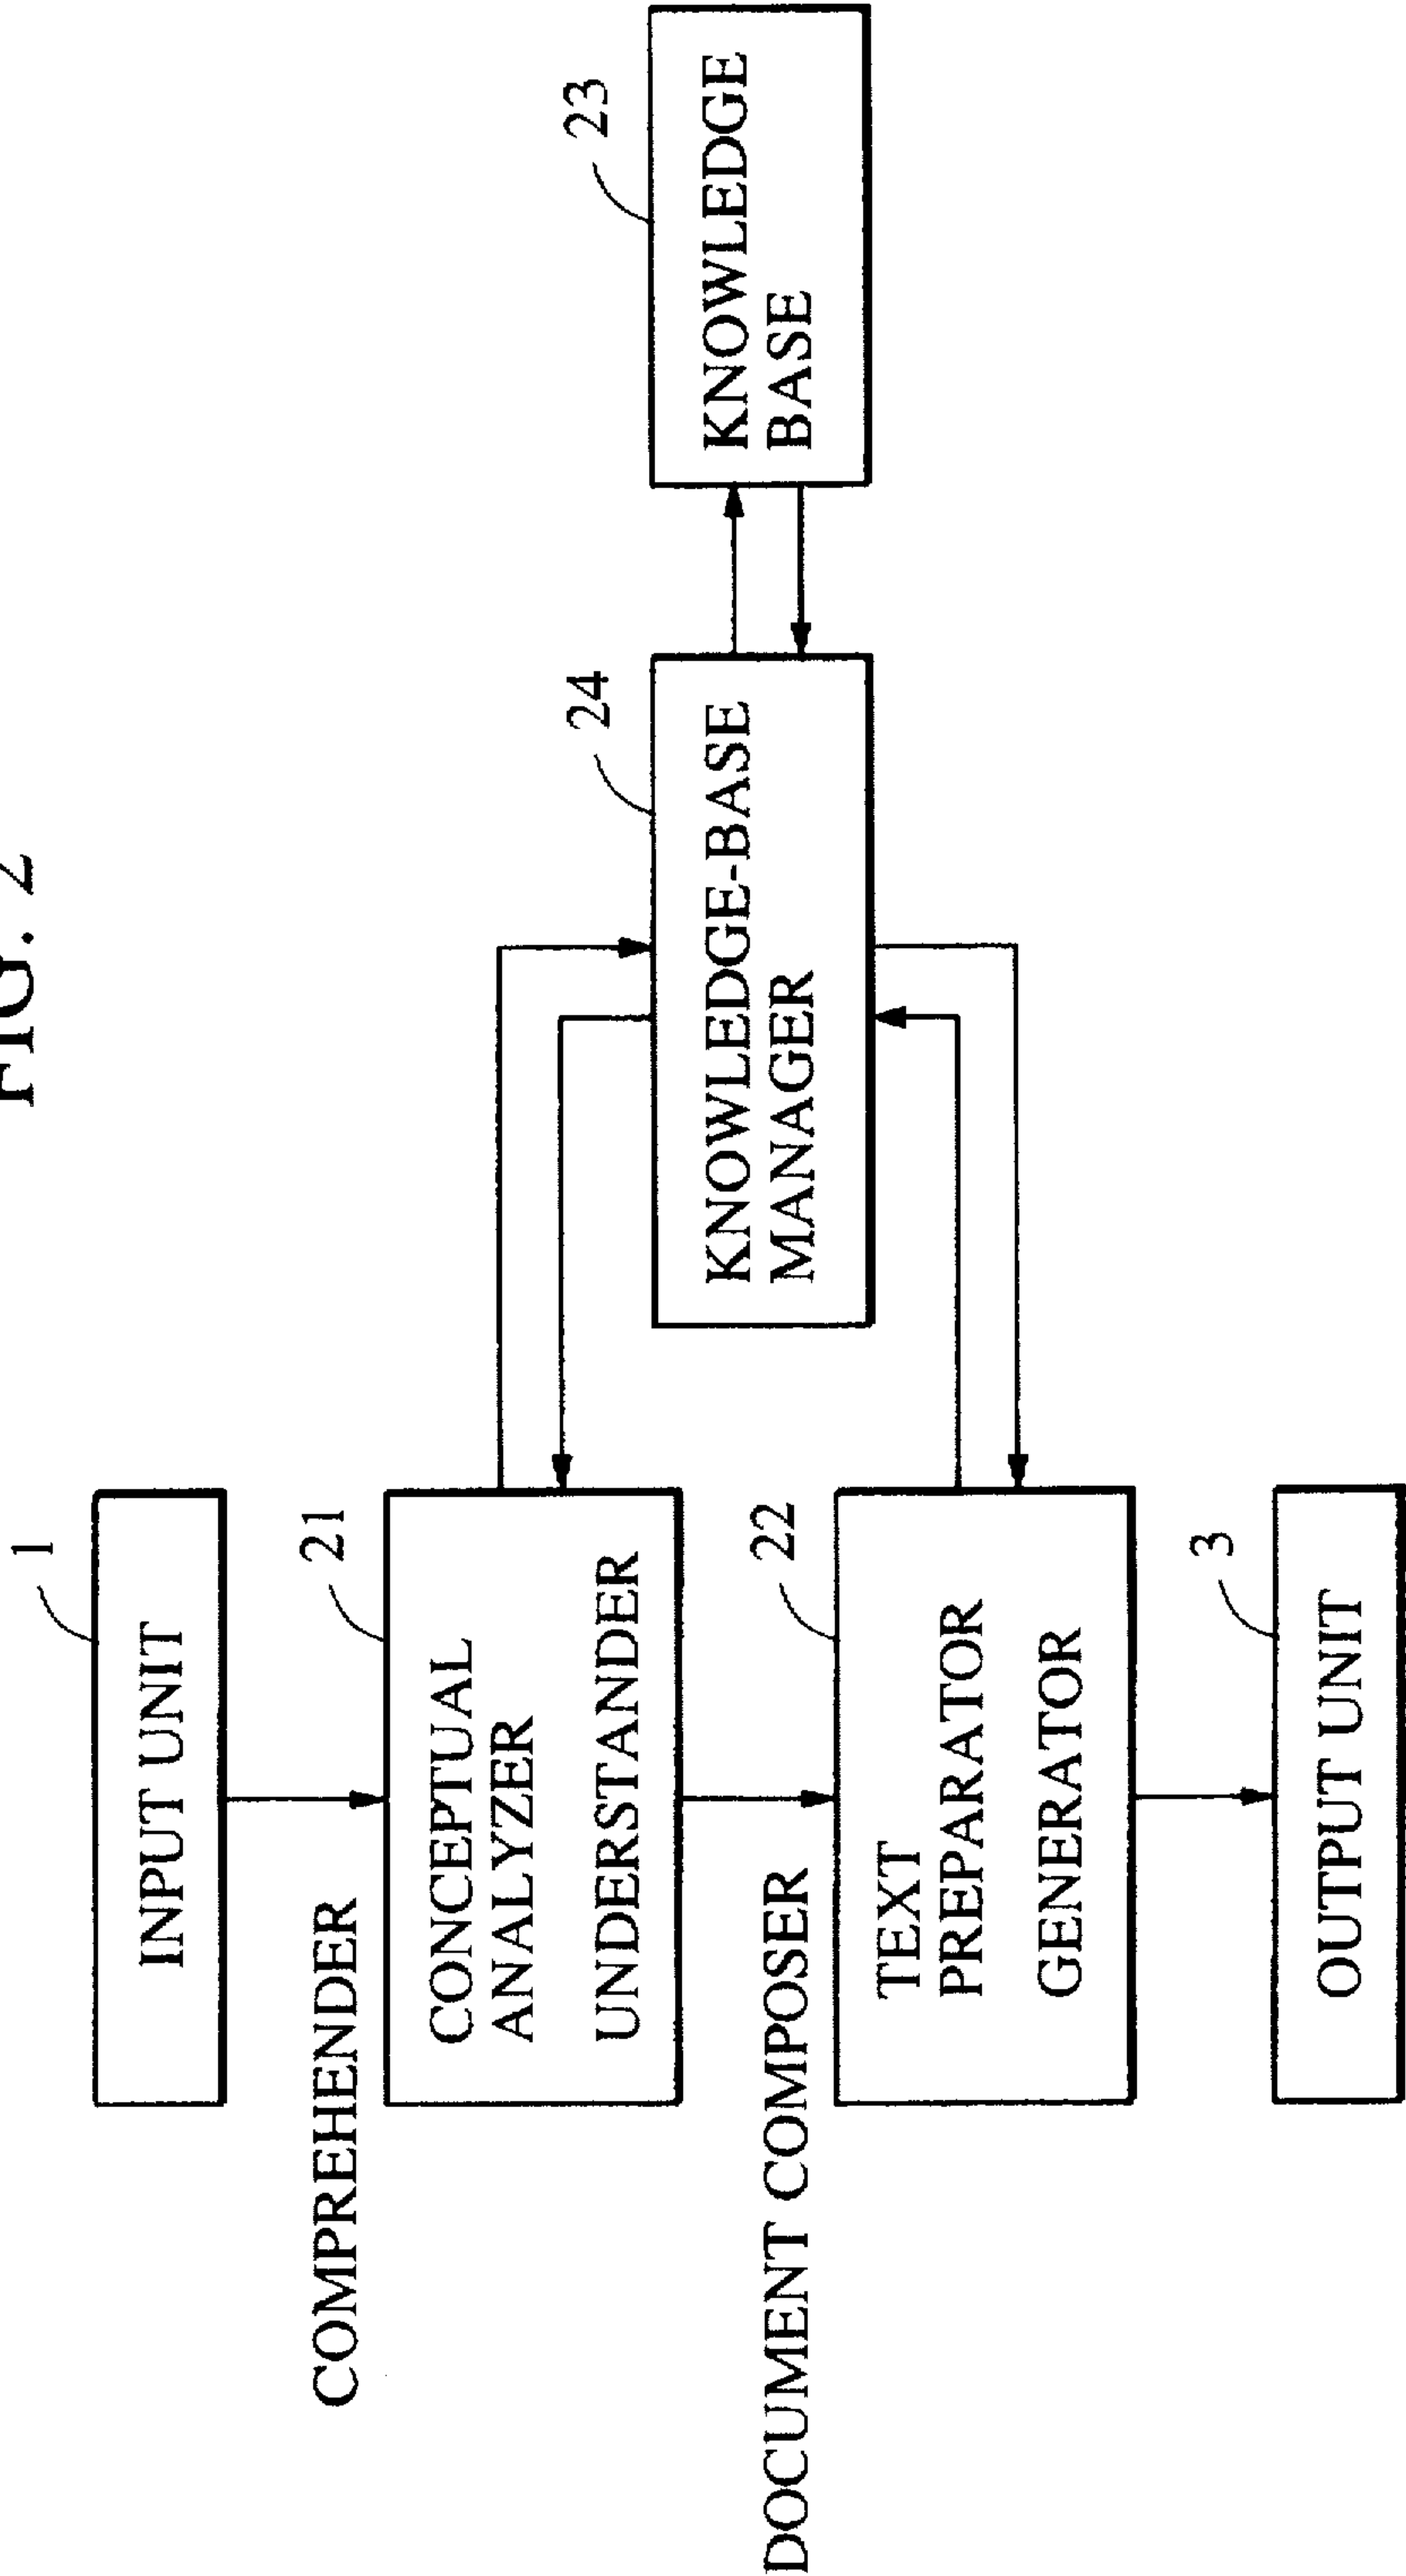 FIG. 2
1
INPUT UNIT
COMPREHENDER
21
CONCEPTUAL
ANALYZER
UNDERSTANDER
DOCUMENT COMPOSER
22
TEXT
PREPARATOR
GENERATOR
3
OUTPUT UNIT
24
KNOWLEDGE-BASE
MANAGER
23
KNOWLEDGE
BASE